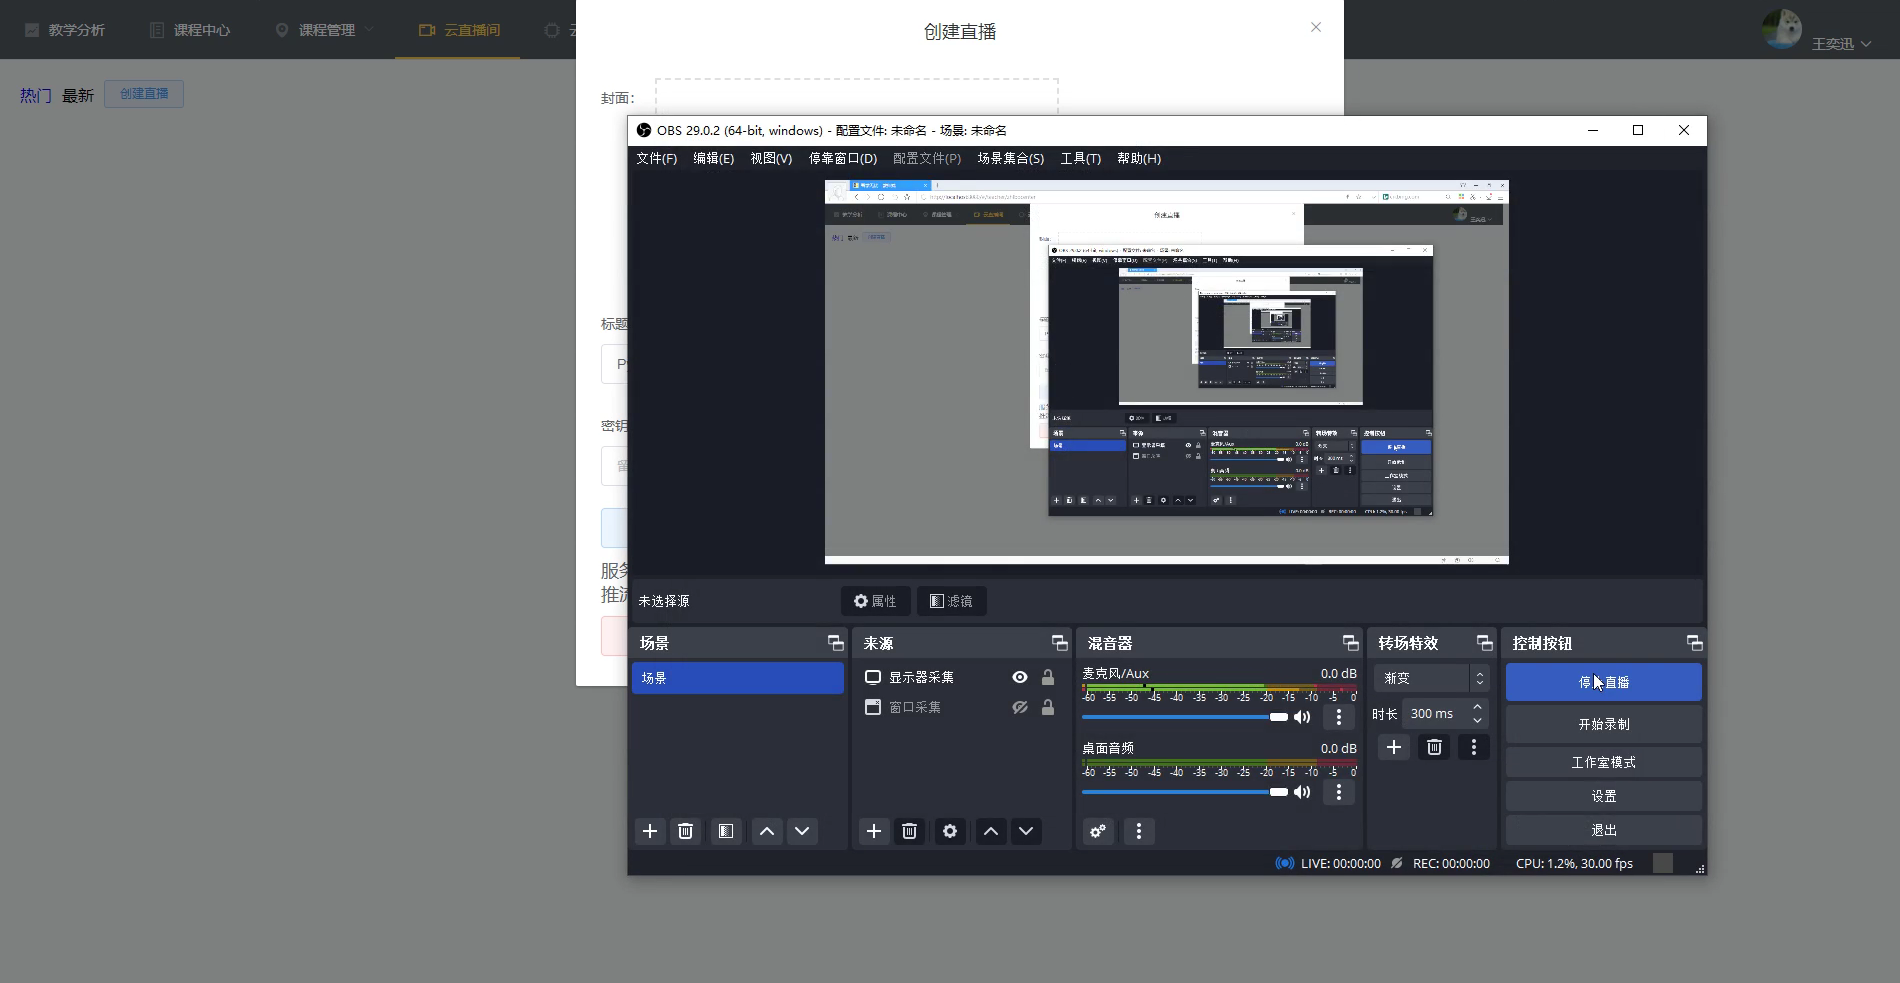 教学分析
课程中心
课程管理
云直播间
王奕迅
热门 最新 创建直播
创建直播
封面:
标题
密钥
OBS 29.0.2 (64-bit, windows) - 配置文件: 未命名 - 场景: 未命名
文件(F) 编辑(E) 视图(V) 停靠窗口(D) 配置文件(P) 场景集合(S) 工具(T) 帮助(H)
未选择源
属性
滤镜
场景
场景
来源
显示器采集
窗口采集
混音器
麦克风/Aux 0.0 dB
-60 -55 -50 -45 -40 -35 -30 -25 -20 -15 -10 -5 0
桌面音频 0.0 dB
-60 -55 -50 -45 -40 -35 -30 -25 -20 -15 -10 -5 0
转场特效
渐变
时长 300 ms
控制按钮
停止直播
开始录制
工作室模式
设置
退出
LIVE: 00:00:00 REC: 00:00:00 CPU: 1.2%, 30.00 fps